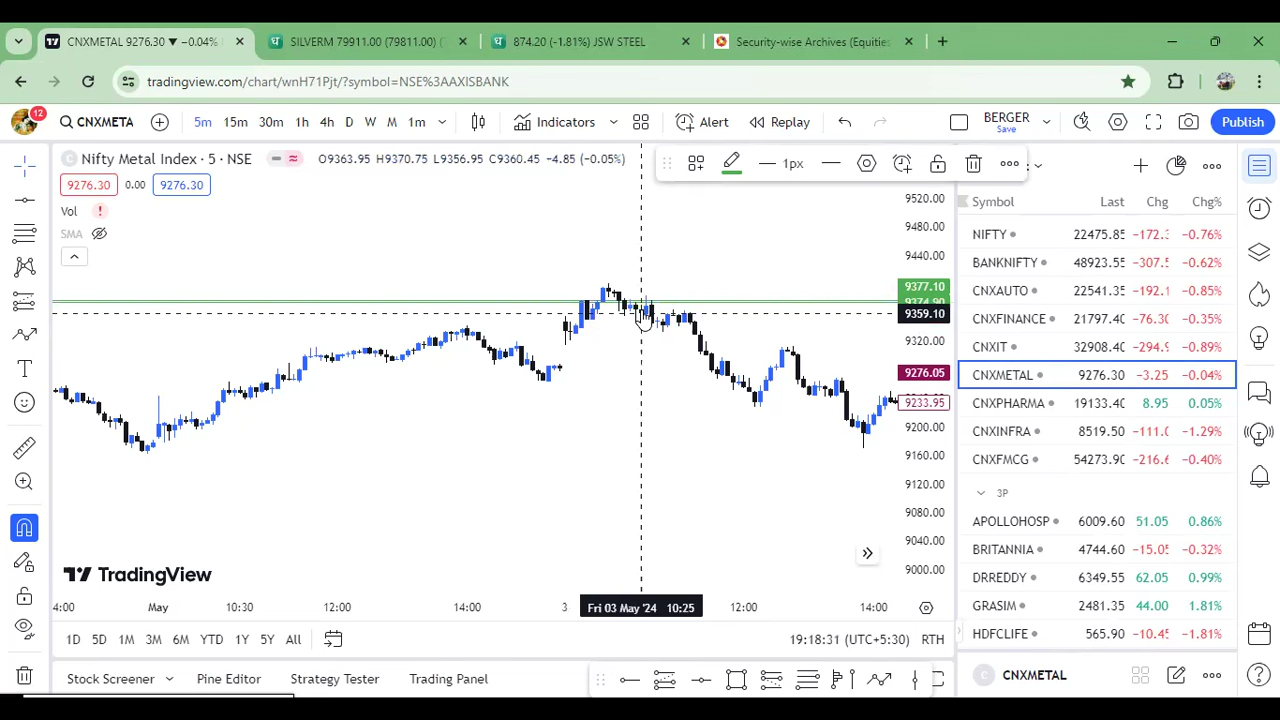 CNXMETAL 9276.30 ▼ −0.04%
SILVERM 79911.00 (79811.00) (
874.20 (-1.81%) JSW STEEL
Security-wise Archives (Equities
tradingview.com/chart/wnH71Pjt/?symbol=NSE%3AAXISBANK
12
CNXMETA
5m 15m 30m 1h 4h D W M 1m
Indicators
Alert
Replay
BERGER
Save
Publish
Nifty Metal Index · 5 · NSE
O9363.95 H9370.75 L9356.95 C9360.45 −4.85 (−0.05%)
1px
9276.30 0.00 9276.30
Vol !
SMA
9520.00
9480.00
9440.00
9377.10
9359.10
9320.00
9276.05
9233.95
9200.00
9160.00
9120.00
9080.00
9040.00
9000.00
TradingView
4:00 May 10:30 12:00 14:00 3 Fri 03 May '24 10:25 12:00 14:00
1D 5D 1M 3M 6M YTD 1Y 5Y All
19:18:31 (UTC+5:30) RTH
Stock Screener Pine Editor Strategy Tester Trading Panel
Symbol Last Chg Chg%
NIFTY 22475.85 −172.3 −0.76%
BANKNIFTY 48923.55 −307.5 −0.62%
CNXAUTO 22541.35 −192.1 −0.85%
CNXFINANCE 21797.40 −76.30 −0.35%
CNXIT 32908.40 −294.9 −0.89%
CNXMETAL 9276.30 −3.25 −0.04%
CNXPHARMA 19133.40 8.95 0.05%
CNXINFRA 8519.50 −111.0 −1.29%
CNXFMCG 54273.90 −216.6 −0.40%
3P
APOLLOHOSP 6009.60 51.05 0.86%
BRITANNIA 4744.60 −15.05 −0.32%
DRREDDY 6349.55 62.05 0.99%
GRASIM 2481.35 44.00 1.81%
HDFCLIFE 565.90 −10.45 −1.81%
C CNXMETAL